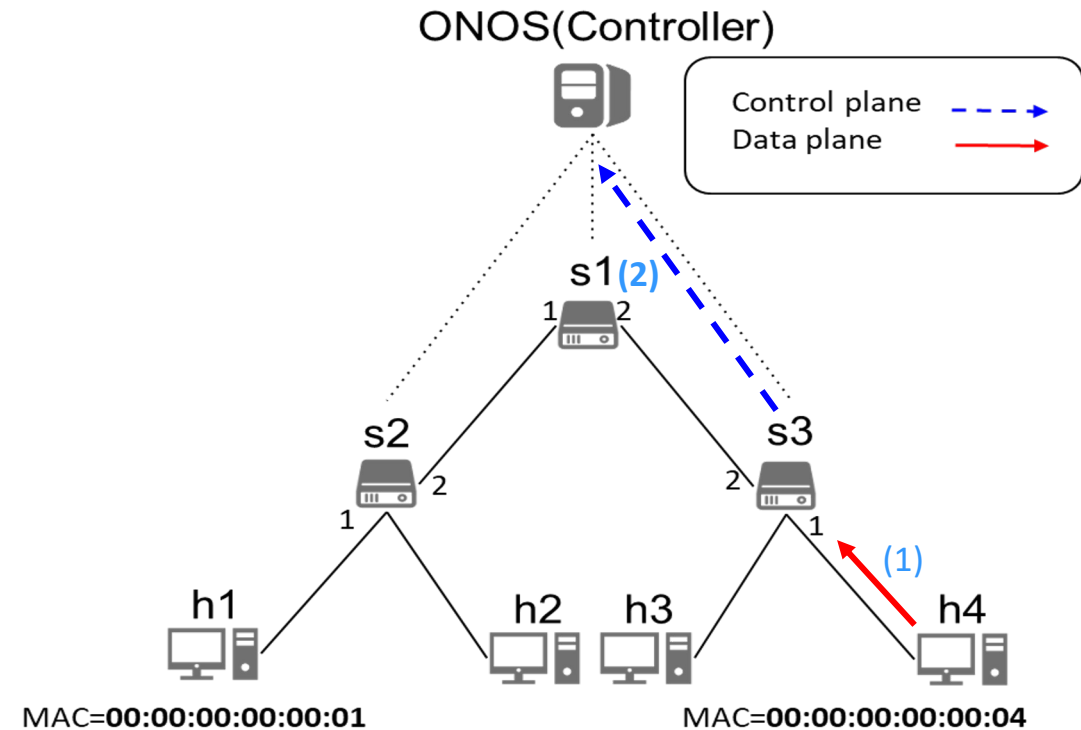 ONOS(Controller)
Control plane
Data plane
s1(2)
1 2
s2
s3
2
2
1
1
(1)
h1
h2
h3
h4
MAC=00:00:00:00:00:01
MAC=00:00:00:00:00:04